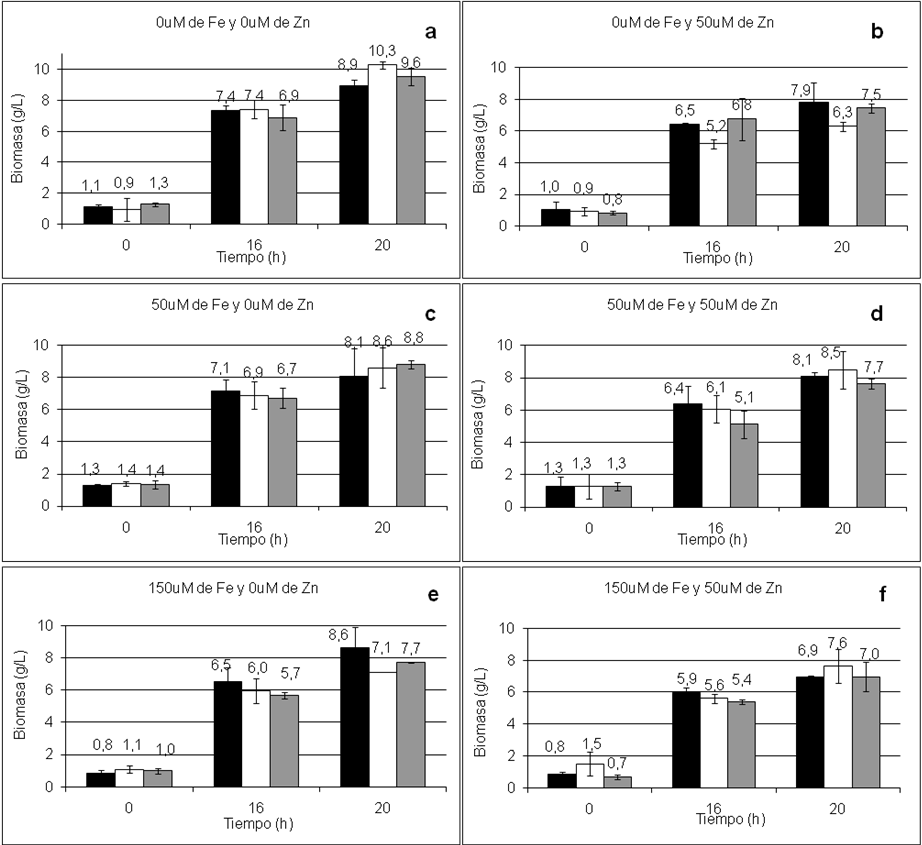 0uM de Fe y 0uM de Zn
a
Biomasa (g/L)
10
8
6
4
2
0
1,1 0,9 1,3
7,4 7,4 6,9
8,9 10,3 9,6
0 16 20
Tiempo (h)
0uM de Fe y 50uM de Zn
b
Biomasa (g/L)
10
8
6
4
2
0
1,0 0,9 0,8
6,5 5,2 6,8
7,9 6,3 7,5
0 16 20
Tiempo (h)
50uM de Fe y 0uM de Zn
c
Biomasa (g/L)
10
8
6
4
2
0
1,3 1,4 1,4
7,1 6,9 6,7
8,1 8,6 8,8
0 16 20
Tiempo (h)
50uM de Fe y 50uM de Zn
d
Biomasa (g/L)
10
8
6
4
2
0
1,3 1,3 1,3
6,4 6,1 5,1
8,1 8,5 7,7
0 16 20
Tiempo (h)
150uM de Fe y 0uM de Zn
e
Biomasa (g/L)
10
8
6
4
2
0
0,8 1,1 1,0
6,5 6,0 5,7
8,6 7,1 7,7
0 16 20
Tiempo (h)
150uM de Fe y 50uM de Zn
f
Biomasa (g/L)
10
8
6
4
2
0
0,8 1,5 0,7
5,9 5,6 5,4
6,9 7,6 7,0
0 16 20
Tiempo (h)